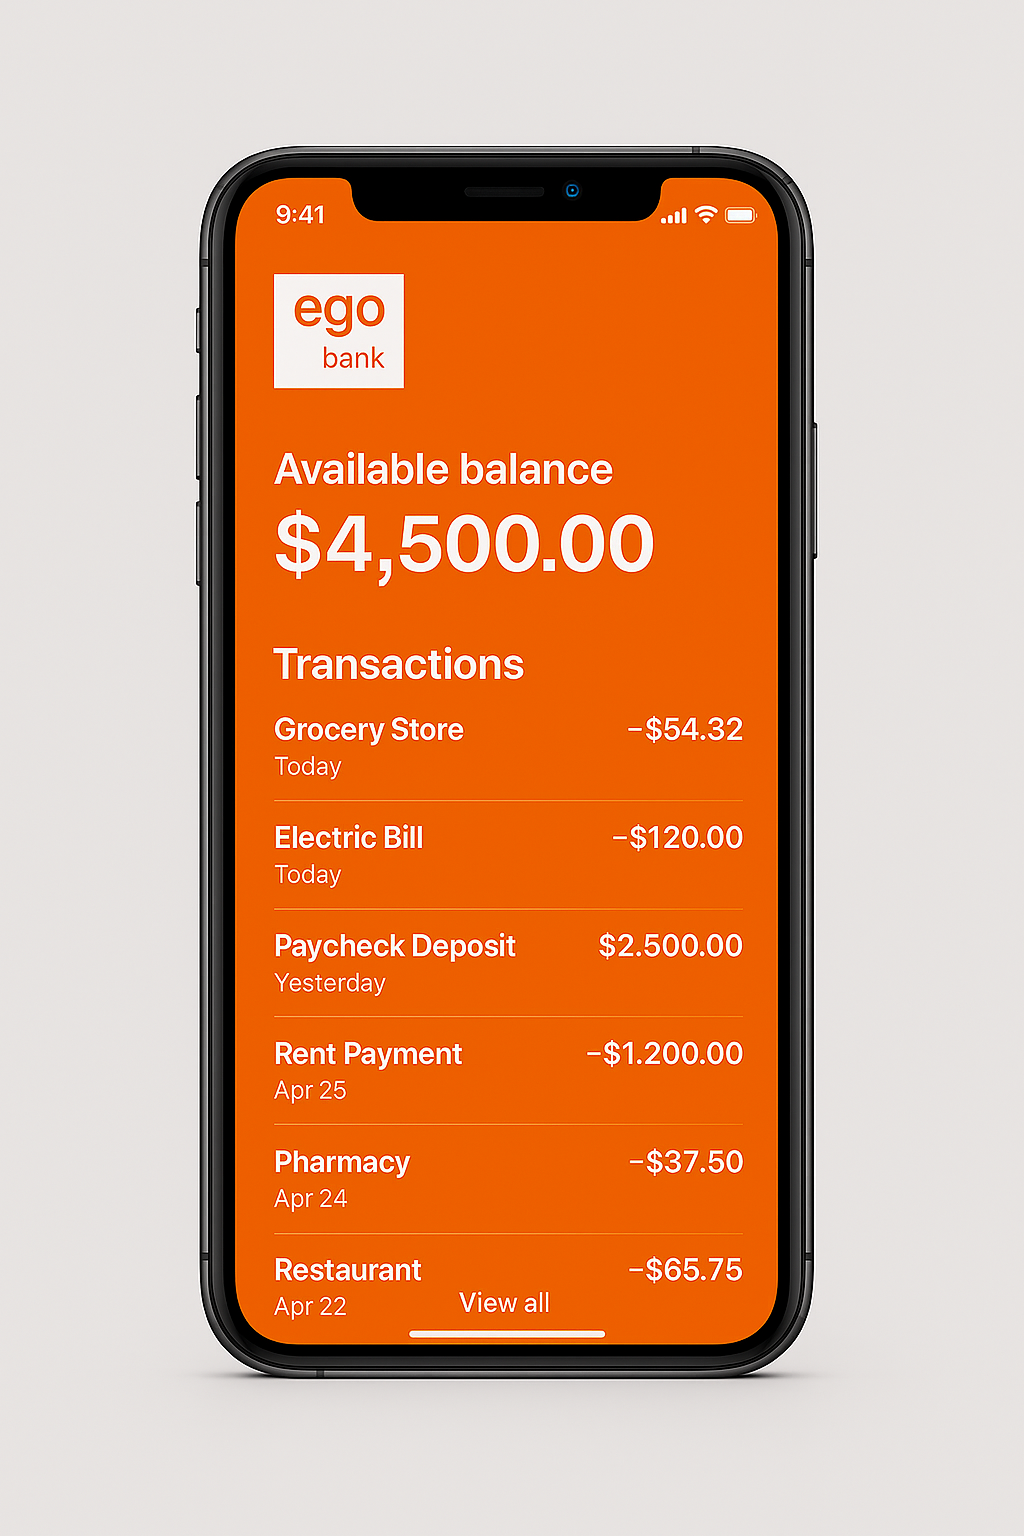 9:41
ego
bank
Available balance
$4,500.00
Transactions
Grocery Store −$54.32
Today
Electric Bill −$120.00
Today
Paycheck Deposit $2.500.00
Yesterday
Rent Payment −$1.200.00
Apr 25
Pharmacy −$37.50
Apr 24
Restaurant −$65.75
Apr 22 View all